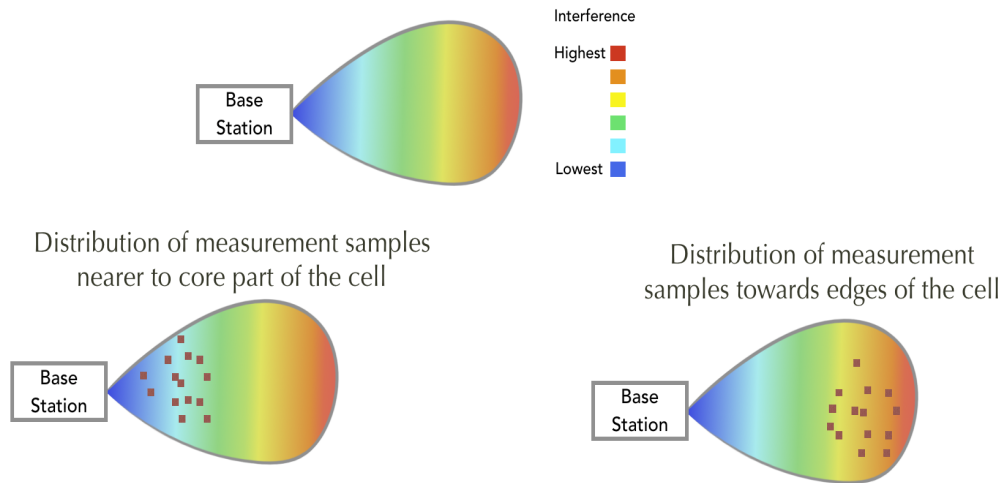 Interference
Highest
Base
Station
Lowest
Distribution of measurement samples
nearer to core part of the cell
Distribution of measurement
samples towards edges of the cell
Base
Station
Base
Station